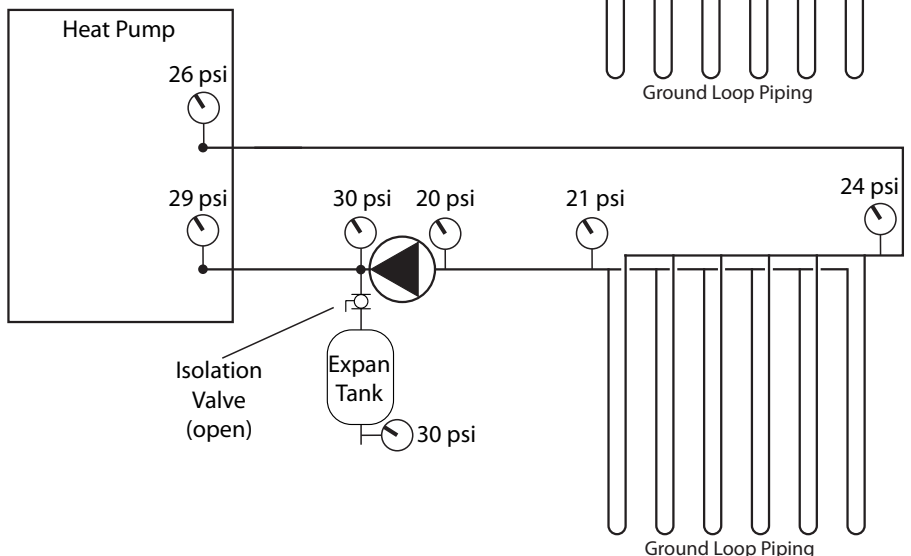 Heat Pump
26 psi
Ground Loop Piping
29 psi
30 psi
20 psi
21 psi
24 psi
Isolation
Valve
(open)
Expan
Tank
30 psi
Ground Loop Piping